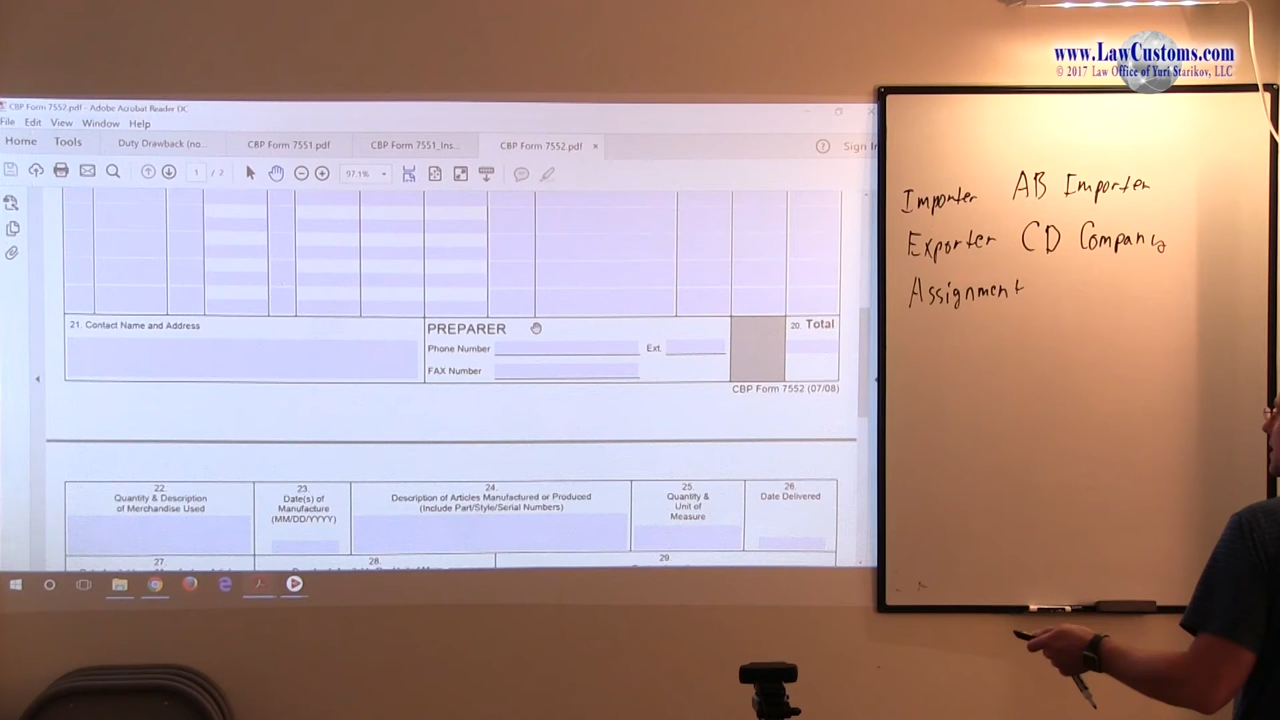 www.LawCustoms.com
© 2017 Law Office of Yuri Starikov, LLC
CBP Form 7552.pdf - Adobe Acrobat Reader DC
File Edit View Window Help
Home Tools Duty Drawback (no... CBP Form 7551.pdf CBP Form 7551_Ins... CBP Form 7552.pdf × Sign In
1 / 2 97.1%
21. Contact Name and Address
PREPARER
Phone Number Ext.
FAX Number
20. Total
CBP Form 7552 (07/08)
22.
Quantity & Description
of Merchandise Used
23.
Date(s) of
Manufacture
(MM/DD/YYYY)
24.
Description of Articles Manufactured or Produced
(Include Part/Style/Serial Numbers)
25.
Quantity &
Unit of
Measure
26.
Date Delivered
27.
28.
29
Importer AB Importer
Exporter CD Company
Assignment